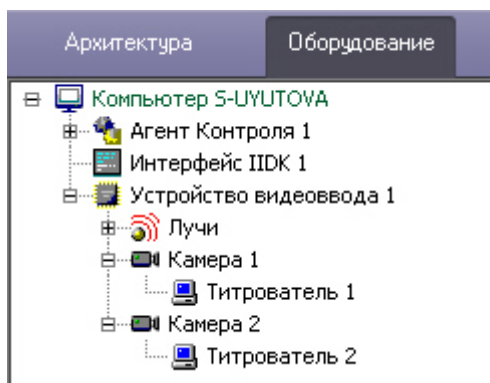 Архитектура Оборудование
Компьютер S-UYUTOVA
Агент Контроля 1
Интерфейс IIDK 1
Устройство видеоввода 1
Лучи
Камера 1
Титрователь 1
Камера 2
Титрователь 2